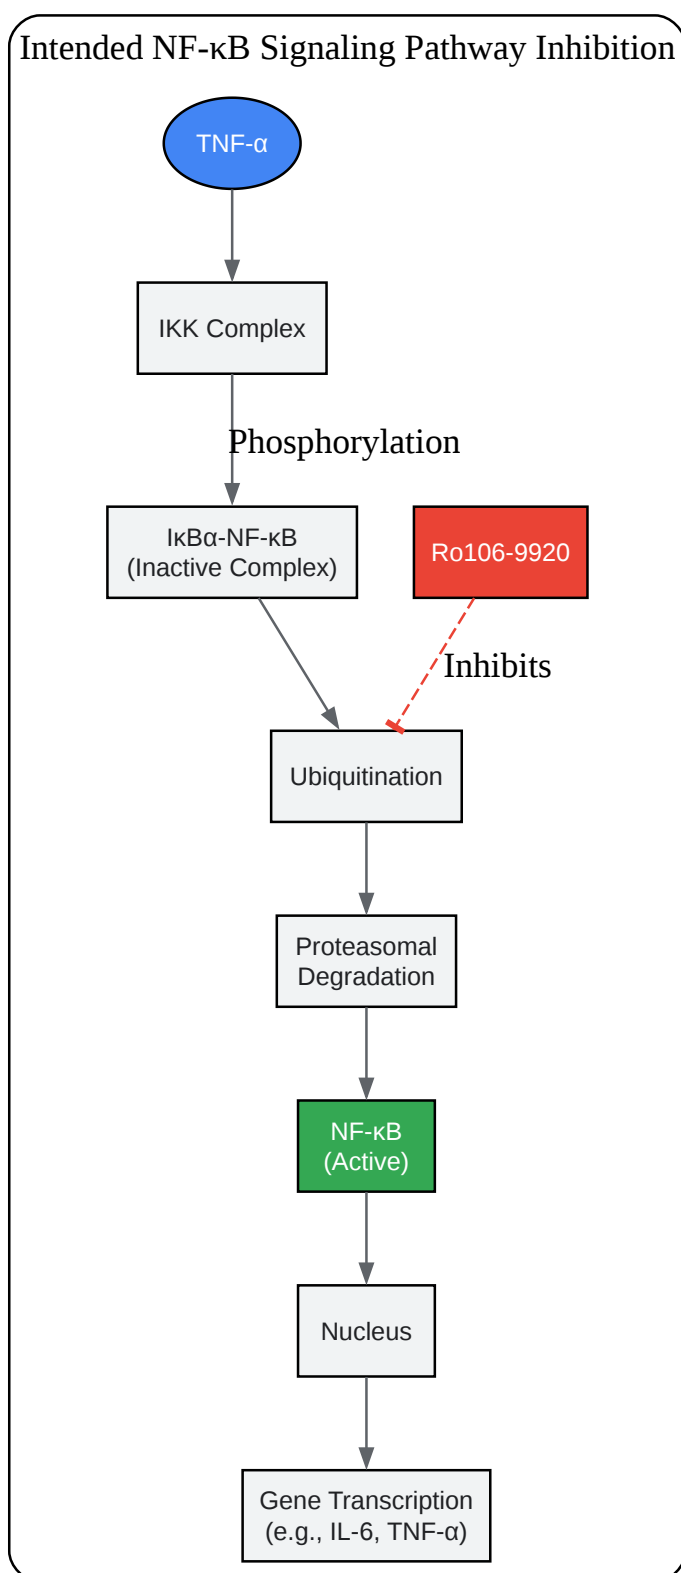 Intended NF-κB Signaling Pathway Inhibition
TNF-α
IKK Complex
Phosphorylation
IκBα-NF-κB
(Inactive Complex)
Ro106-9920
Inhibits
Ubiquitination
Proteasomal
Degradation
NF-κB
(Active)
Nucleus
Gene Transcription
(e.g., IL-6, TNF-α)